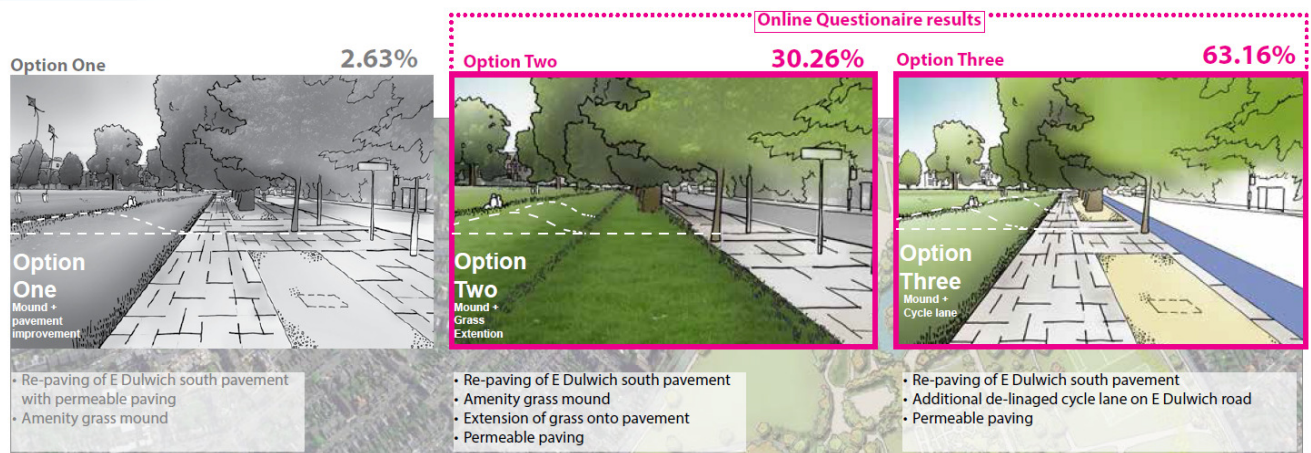 Online Questionaire results
Option One
2.63%
Option Two
30.26%
Option Three
63.16%
Option
One
Mound +
pavement
improvement
Option
Two
Mound +
Grass
Extention
Option
Three
Mound +
Cycle lane
• Re-paving of E Dulwich south pavement
with permeable paving
• Amenity grass mound
• Re-paving of E Dulwich south pavement
• Amenity grass mound
• Extension of grass onto pavement
• Permeable paving
• Re-paving of E Dulwich south pavement
• Additional de-linaged cycle lane on E Dulwich road
• Permeable paving